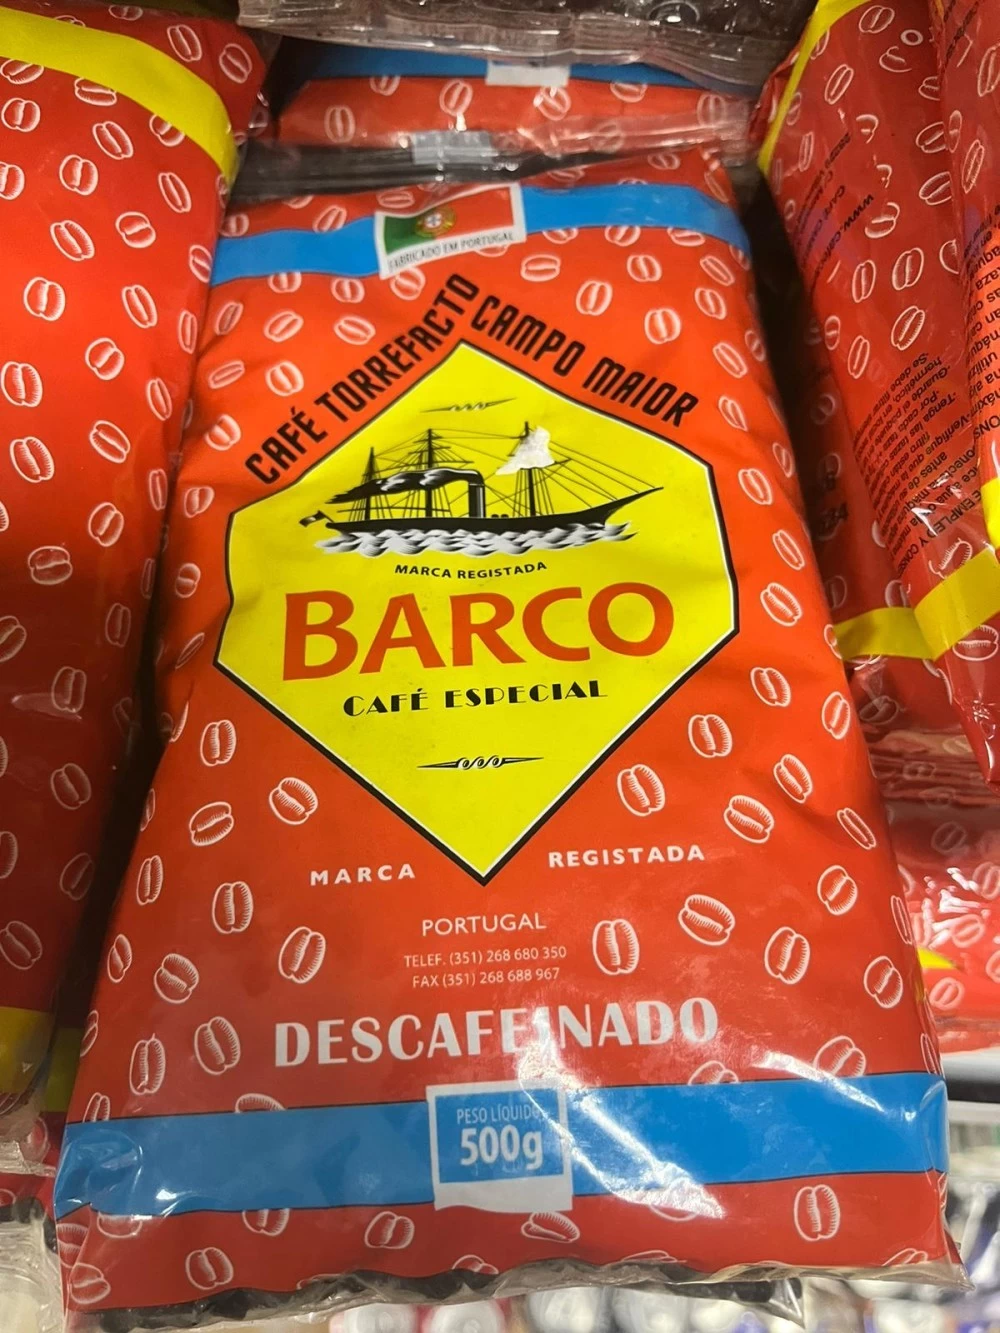 FABRICADO EM PORTUGAL
CAFÉ TORREFACTO
CAMPO MAIOR
MARCA REGISTADA
BARCO
CAFÉ ESPECIAL
MARCA
REGISTADA
PORTUGAL
TELEF. (351) 268 680 350
FAX (351) 268 688 967
DESCAFEINADO
PESO LÍQUIDO
500g